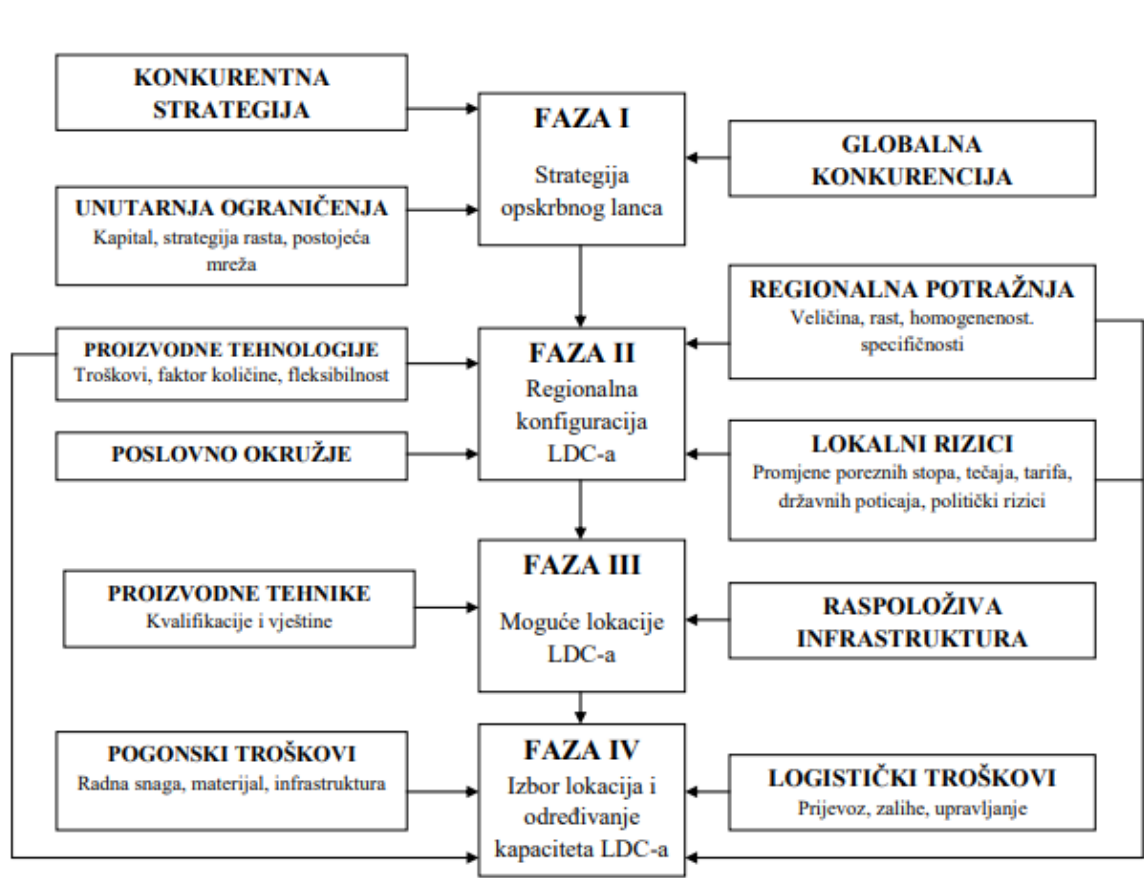 KONKURENTNA
STRATEGIJA
FAZA I
Strategija
opskrbnog lanca
GLOBALNA
KONKURENCIJA
UNUTARNJA OGRANIČENJA
Kapital, strategija rasta, postojeća
mreža
REGIONALNA POTRAŽNJA
Veličina, rast, homogenenost.
specifičnosti
PROIZVODNE TEHNOLOGIJE
Troškovi, faktor količine, fleksibilnost
FAZA II
Regionalna
konfiguracija
LDC-a
POSLOVNO OKRUŽJE
LOKALNI RIZICI
Promjene poreznih stopa, tečaja, tarifa,
državnih poticaja, politički rizici
PROIZVODNE TEHNIKE
Kvalifikacije i vještine
FAZA III
Moguće lokacije
LDC-a
RASPOLOŽIVA
INFRASTRUKTURA
POGONSKI TROŠKOVI
Radna snaga, materijal, infrastruktura
FAZA IV
Izbor lokacija i
određivanje
kapaciteta LDC-a
LOGISTIČKI TROŠKOVI
Prijevoz, zalihe, upravljanje